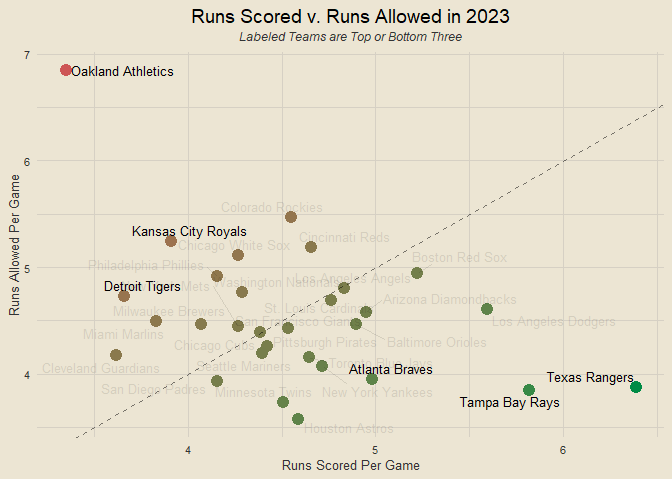 Runs Scored v. Runs Allowed in 2023
Labeled Teams are Top or Bottom Three
7
Oakland Athletics
Colorado Rockies
Kansas City Royals
Cincinnati Reds
Chicago White Sox
Boston Red Sox
Philadelphia Phillies
Los Angeles Angels
Detroit Tigers
Mets
Washington Nationals
Arizona Diamondbacks
Milwaukee Brewers
St. Louis Cardinals
San Francisco Giants
Los Angeles Dodgers
Miami Marlins
Chicago Cubs
Pittsburgh Pirates
Baltimore Orioles
Cleveland Guardians
Seattle Mariners
Toronto Blue Jays
Atlanta Braves
Texas Rangers
San Diego Padres
Minnesota Twins
New York Yankees
Tampa Bay Rays
Houston Astros
6
5
4
Runs Allowed Per Game
4
5
6
Runs Scored Per Game